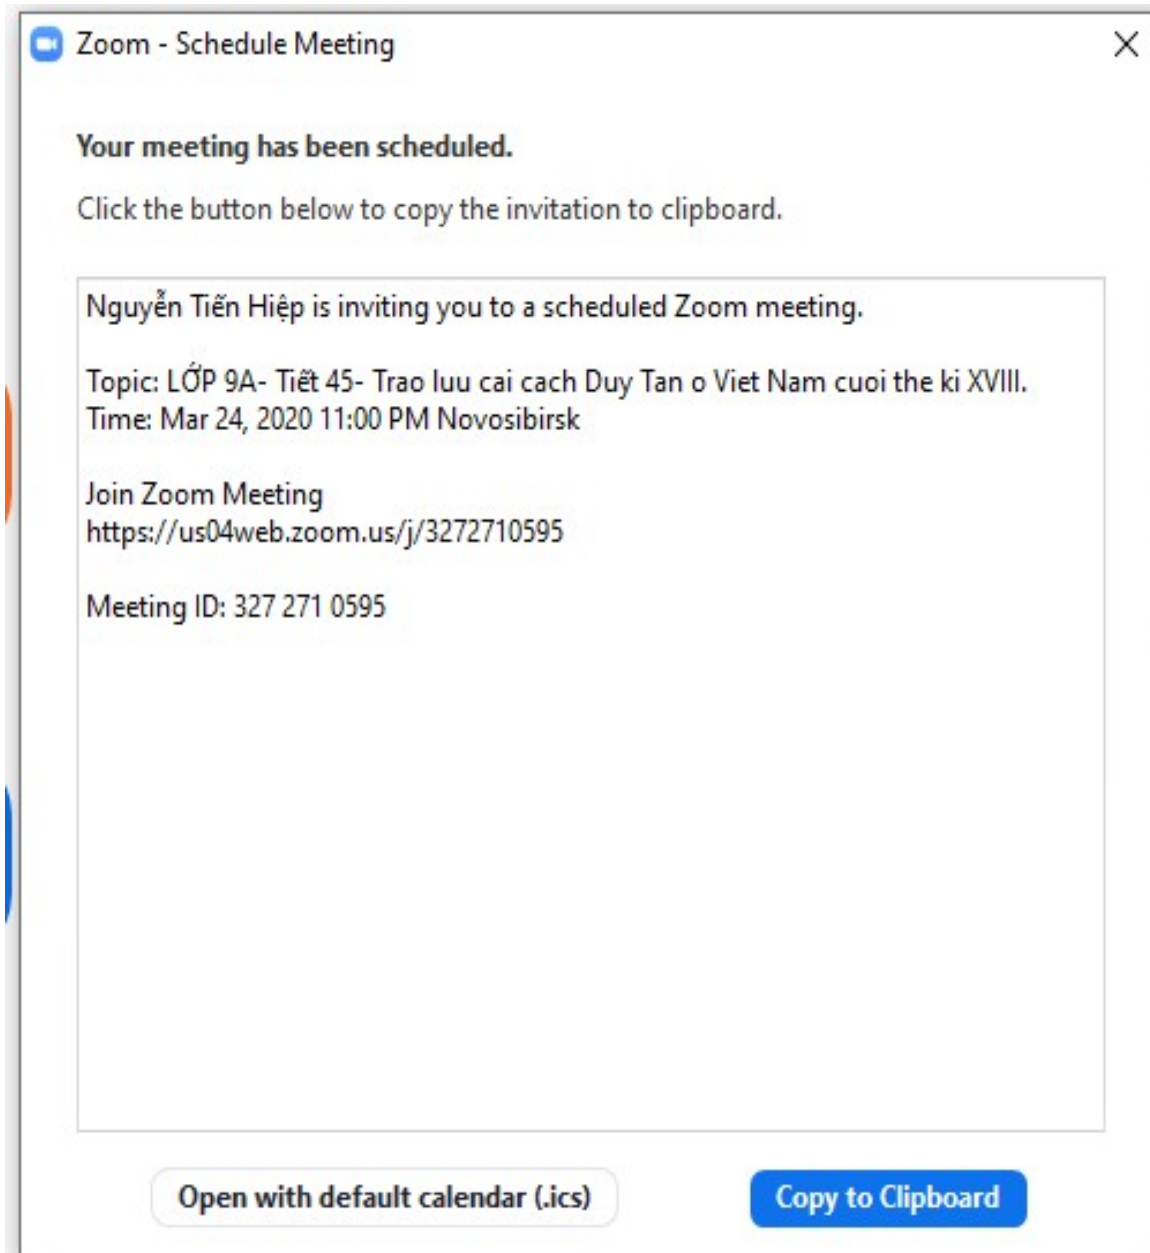 Zoom - Schedule Meeting
Your meeting has been scheduled.
Click the button below to copy the invitation to clipboard.
Nguyễn Tiến Hiệp is inviting you to a scheduled Zoom meeting.
Topic: LỚP 9A- Tiết 45- Trao luu cai cach Duy Tan o Viet Nam cuoi the ki XVIII.
Time: Mar 24, 2020 11:00 PM Novosibirsk
Join Zoom Meeting
https://us04web.zoom.us/j/3272710595
Meeting ID: 327 271 0595
Open with default calendar (.ics)
Copy to Clipboard